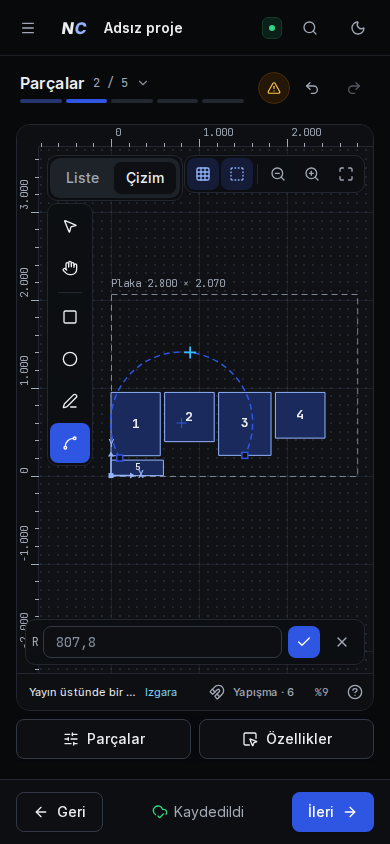 NC Adsız proje
Parçalar 2 / 5
0 1.000 2.000
Liste Çizim
3.000
2.000
Plaka 2.800 × 2.070
1.000
1 2 3 4
Y
5
0
X
-1.000
-2.000
R 807,8
Yayın üstünde bir ... Izgara Yapışma · 6 %9
Parçalar Özellikler
Geri Kaydedildi İleri